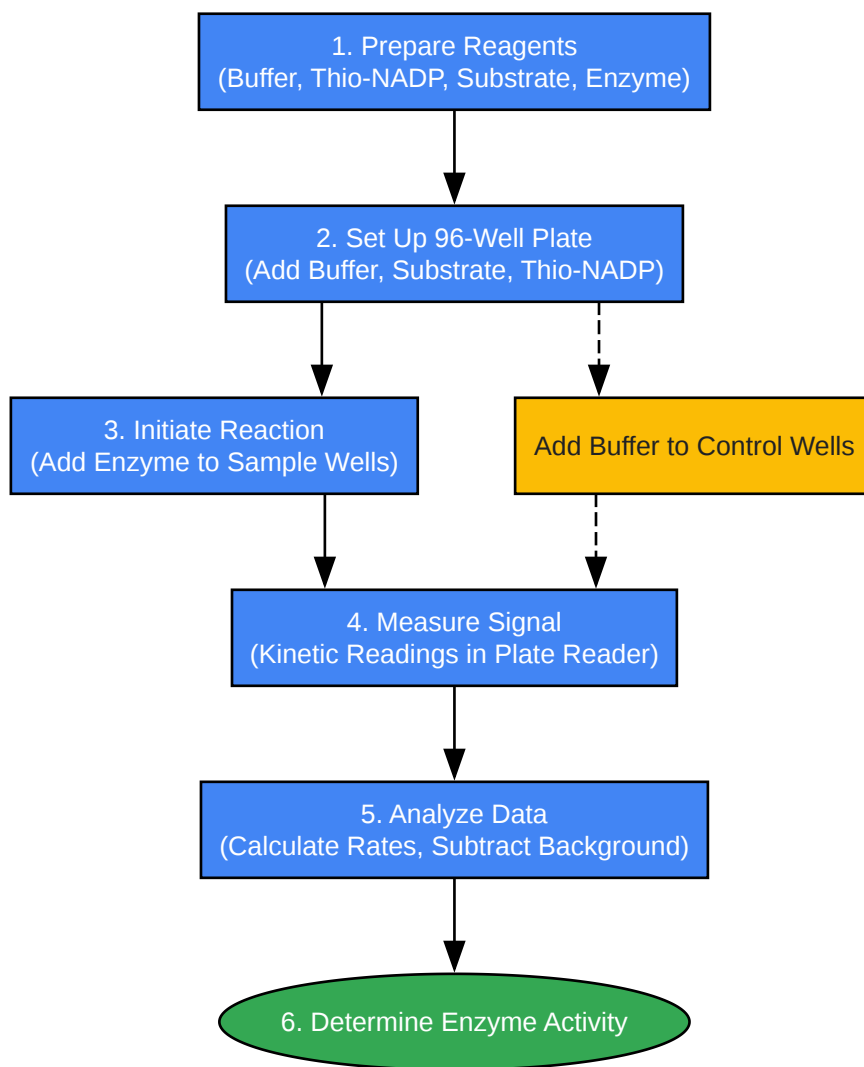 1. Prepare Reagents
(Buffer, Thio-NADP, Substrate, Enzyme)
2. Set Up 96-Well Plate
(Add Buffer, Substrate, Thio-NADP)
3. Initiate Reaction
(Add Enzyme to Sample Wells)
Add Buffer to Control Wells
4. Measure Signal
(Kinetic Readings in Plate Reader)
5. Analyze Data
(Calculate Rates, Subtract Background)
6. Determine Enzyme Activity